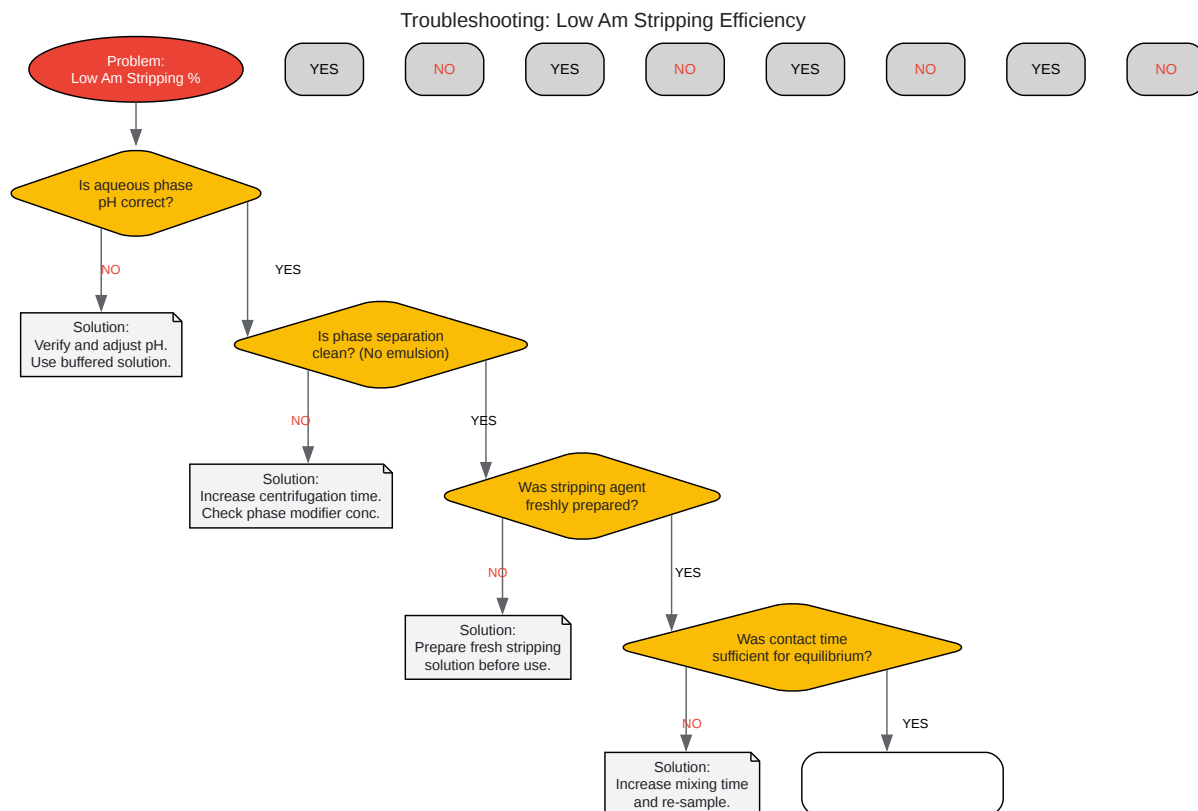 Troubleshooting: Low Am Stripping Efficiency
Problem:
Low Am Stripping %
YES
NO
YES
NO
YES
NO
YES
NO
Is aqueous phase
pH correct?
NO
YES
Solution:
Verify and adjust pH.
Use buffered solution.
Is phase separation
clean? (No emulsion)
NO
YES
Solution:
Increase centrifugation time.
Check phase modifier conc.
Was stripping agent
freshly prepared?
NO
YES
Solution:
Prepare fresh stripping
solution before use.
Was contact time
sufficient for equilibrium?
NO
YES
Solution:
Increase mixing time
and re-sample.